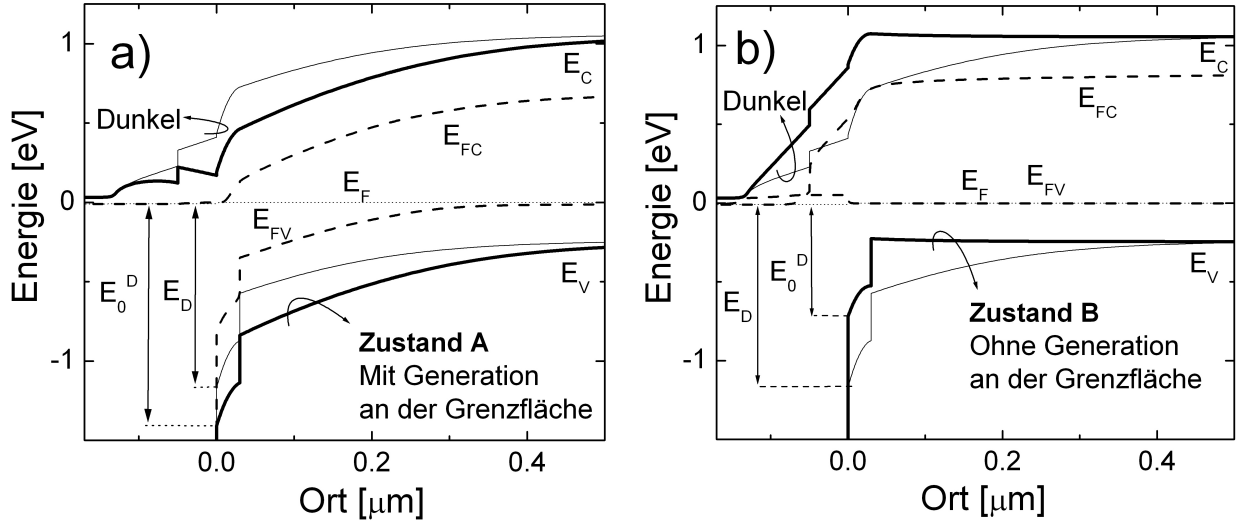 a)
1
0
-1
Energie [eV]
Dunkel
E_C
E_FC
E_F
E_FV
E_0^D
E_D
E_V
Zustand A
Mit Generation
an der Grenzfläche
0.0
0.2
0.4
Ort [μm]
b)
1
0
-1
Energie [eV]
Dunkel
E_C
E_FC
E_F
E_FV
E_0^D
E_D
E_V
Zustand B
Ohne Generation
an der Grenzfläche
0.0
0.2
0.4
Ort [μm]